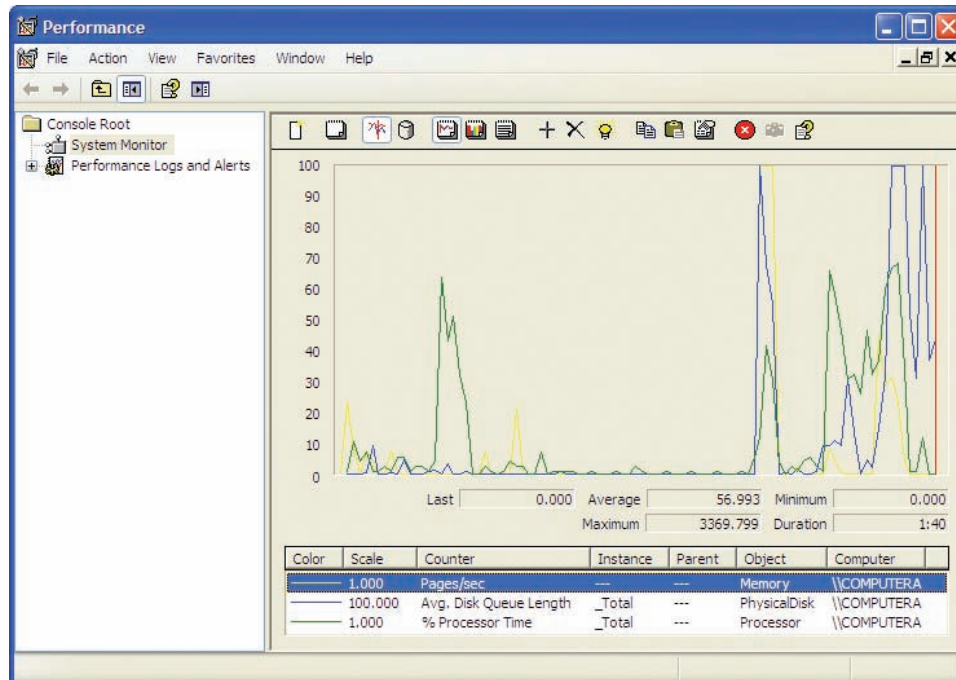 Performance
File Action View Favorites Window Help
Console Root
System Monitor
Performance Logs and Alerts
100
90
80
70
60
50
40
30
20
10
0
Last 0.000 Average 56.993 Minimum 0.000
Maximum 3369.799 Duration 1:40
Color Scale Counter Instance Parent Object Computer
1.000 Pages/sec --- --- Memory \\COMPUTERA
100.000 Avg. Disk Queue Length _Total --- PhysicalDisk \\COMPUTERA
1.000 % Processor Time _Total --- Processor \\COMPUTERA